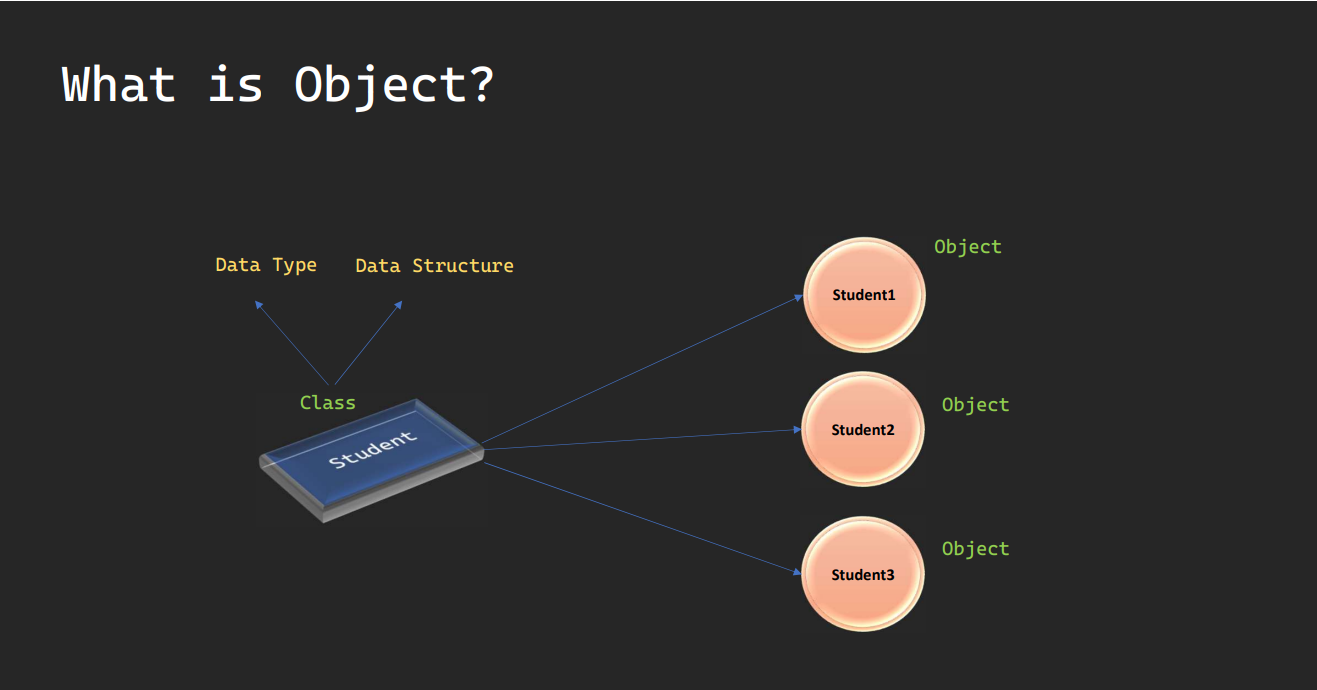 What is Object?
Data Type
Data Structure
Class
Student
Student1
Object
Student2
Object
Student3
Object